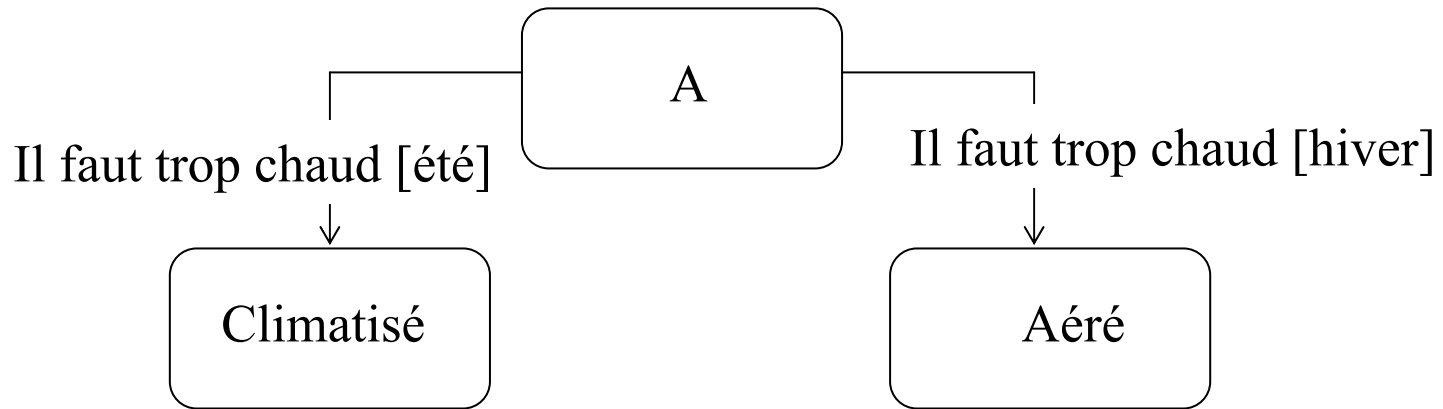 A
Il faut trop chaud [été]
Il faut trop chaud [hiver]
Climatisé
Aéré